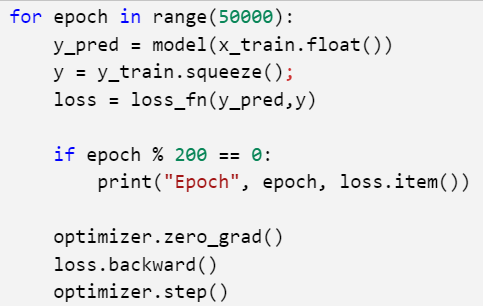 for epoch in range(50000):
    y_pred = model(x_train.float())
    y = y_train.squeeze();
    loss = loss_fn(y_pred,y)

    if epoch % 200 == 0:
        print("Epoch", epoch, loss.item())

    optimizer.zero_grad()
    loss.backward()
    optimizer.step()